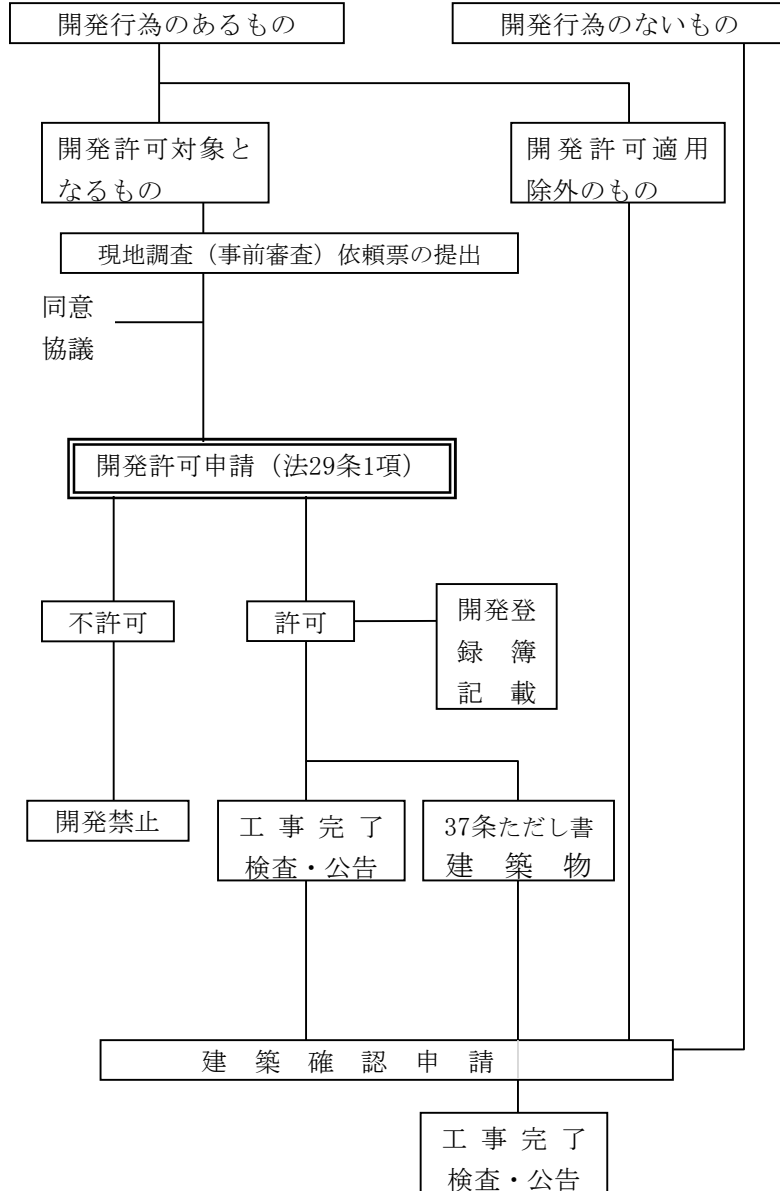 開発行為のあるもの
開発行為のないもの
開発許可対象と
なるもの
開発許可適用
除外のもの
現地調査（事前審査）依頼票の提出
同意
協議
開発許可申請（法29条1項）
不許可
許可
開発登
録簿
記載
開発禁止
工事完了
検査・公告
37条ただし書
建築物
建築確認申請
工事完了
検査・公告